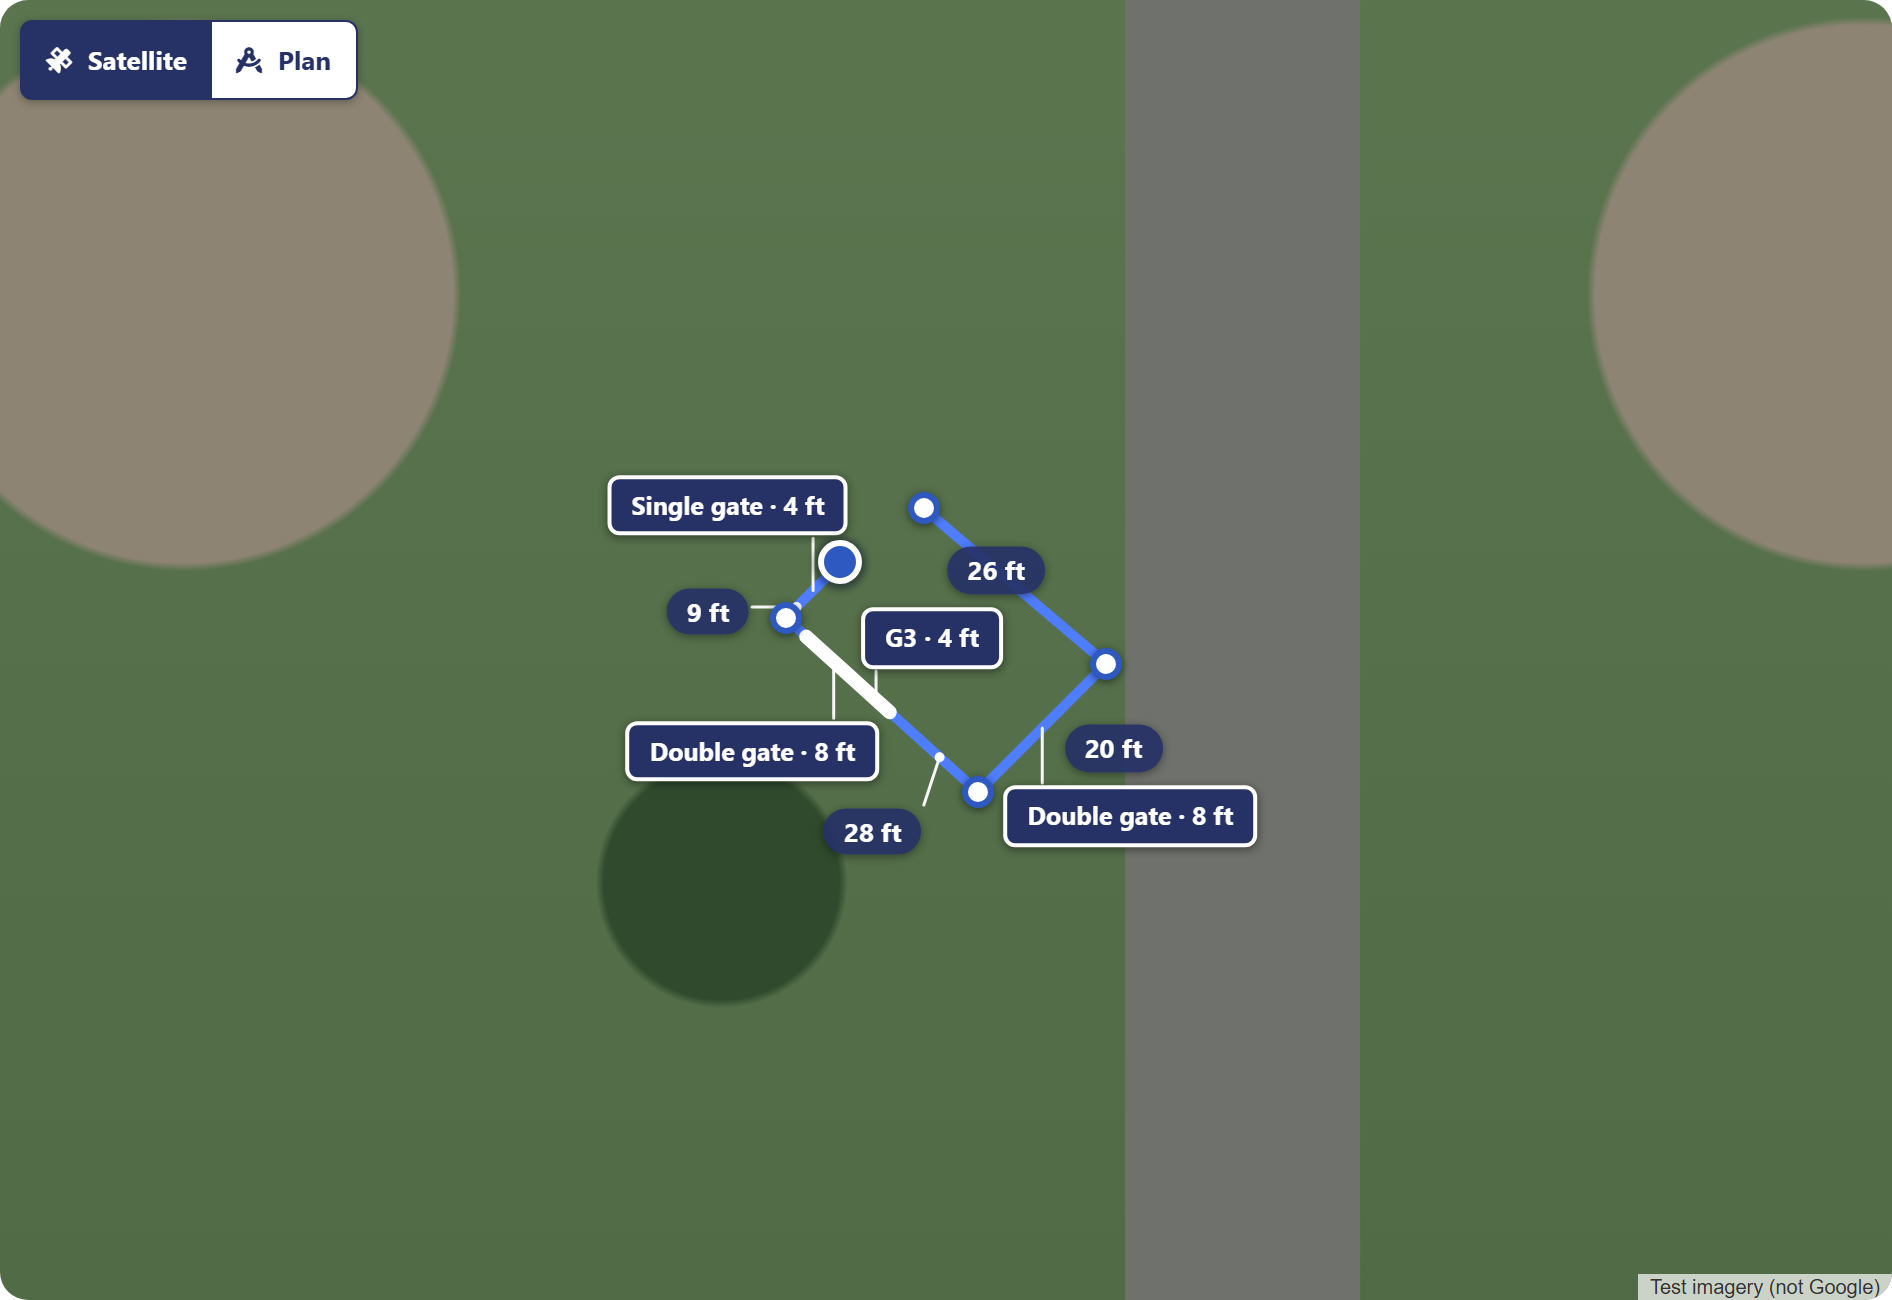 Satellite
Plan
Single gate · 4 ft
26 ft
9 ft
G3 · 4 ft
Double gate · 8 ft
20 ft
28 ft
Double gate · 8 ft
Test imagery (not Google)